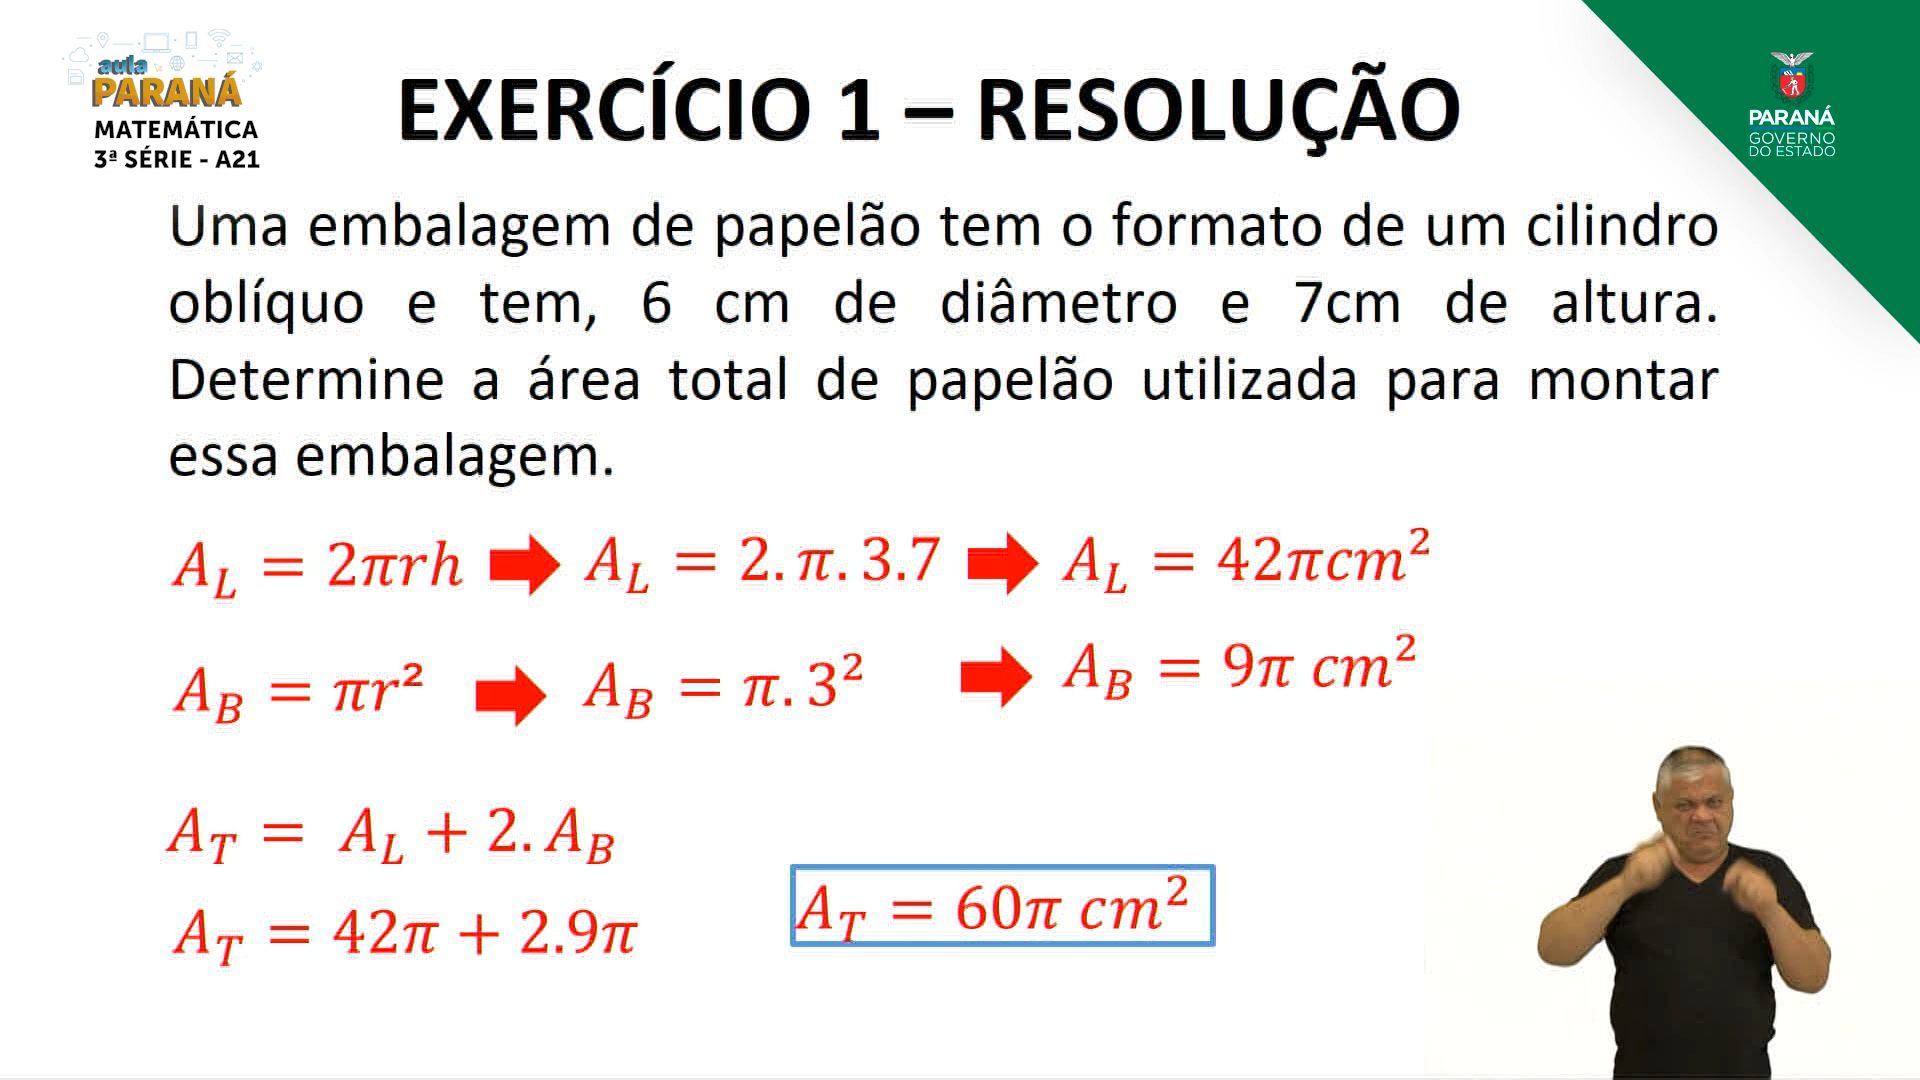 aula
PARANÁ
MATEMÁTICA
3ª SÉRIE - A21
EXERCÍCIO 1 – RESOLUÇÃO
PARANÁ
GOVERNO
DO ESTADO
Uma embalagem de papelão tem o formato de um cilindro
oblíquo e tem, 6 cm de diâmetro e 7cm de altura.
Determine a área total de papelão utilizada para montar
essa embalagem.
A_L = 2πrh ➡ A_L = 2.π.3.7 ➡ A_L = 42πcm²
A_B = πr² ➡ A_B = π.3² ➡ A_B = 9π cm²
A_T = A_L + 2.A_B
A_T = 42π + 2.9π
A_T = 60π cm²